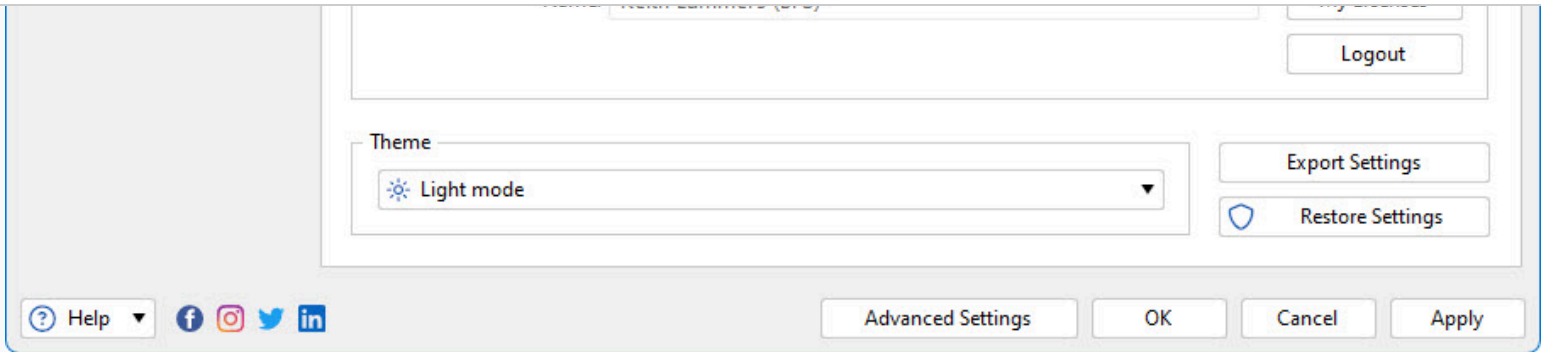 Logout
Theme
Light mode
Export Settings
Restore Settings
Help
Advanced Settings
OK
Cancel
Apply